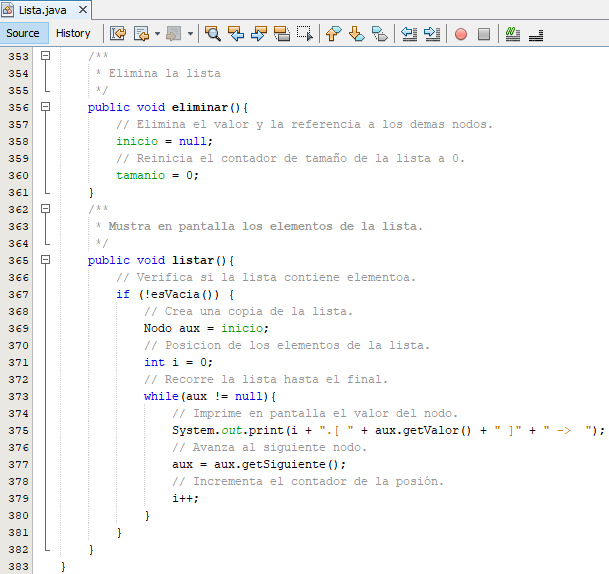 Lista.java
Source History
353 /**
354 * Elimina la lista
355 */
356 public void eliminar(){
357 // Elimina el valor y la referencia a los demas nodos.
358 inicio = null;
359 // Reinicia el contador de tamaño de la lista a 0.
360 tamanio = 0;
361 }
362 /**
363 * Mustra en pantalla los elementos de la lista.
364 */
365 public void listar(){
366 // Verifica si la lista contiene elementoa.
367 if (!esVacia()) {
368 // Crea una copia de la lista.
369 Nodo aux = inicio;
370 // Posicion de los elementos de la lista.
371 int i = 0;
372 // Recorre la lista hasta el final.
373 while(aux != null){
374 // Imprime en pantalla el valor del nodo.
375 System.out.print(i + ".[ " + aux.getValor() + " ]" + " ->  ");
376 // Avanza al siguiente nodo.
377 aux = aux.getSiguiente();
378 // Incrementa el contador de la posión.
379 i++;
380 }
381 }
382 }
383 }